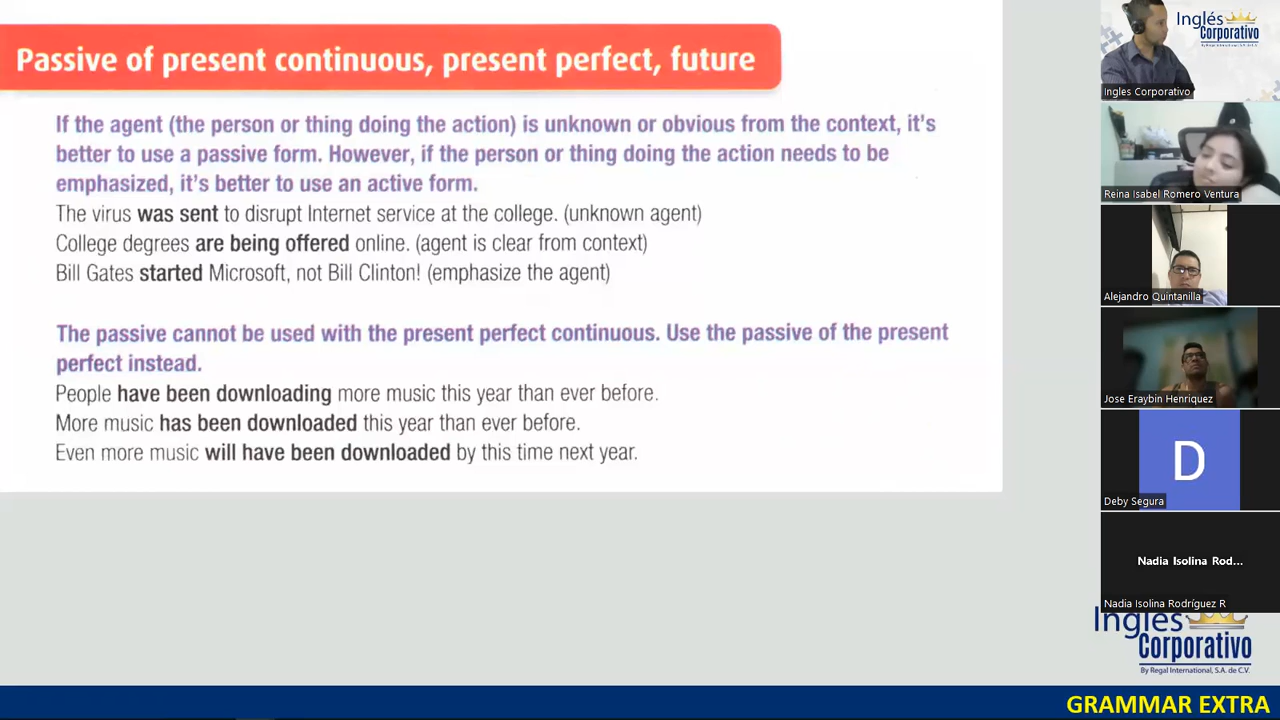 Passive of present continuous, present perfect, future
If the agent (the person or thing doing the action) is unknown or obvious from the context, it's
better to use a passive form. However, if the person or thing doing the action needs to be
emphasized, it's better to use an active form.
The virus was sent to disrupt Internet service at the college. (unknown agent)
College degrees are being offered online. (agent is clear from context)
Bill Gates started Microsoft, not Bill Clinton! (emphasize the agent)
The passive cannot be used with the present perfect continuous. Use the passive of the present
perfect instead.
People have been downloading more music this year than ever before.
More music has been downloaded this year than ever before.
Even more music will have been downloaded by this time next year.
Inglés
Corporativo
By Regal International, S.A. de C.V.
Ingles Corporativo
Reina Isabel Romero Ventura
Alejandro Quintanilla
Jose Eraybin Henriquez
D
Deby Segura
Nadia Isolina Rod...
Nadia Isolina Rodríguez R
Inglés
Corporativo
By Regal International, S.A. de C.V.
GRAMMAR EXTRA